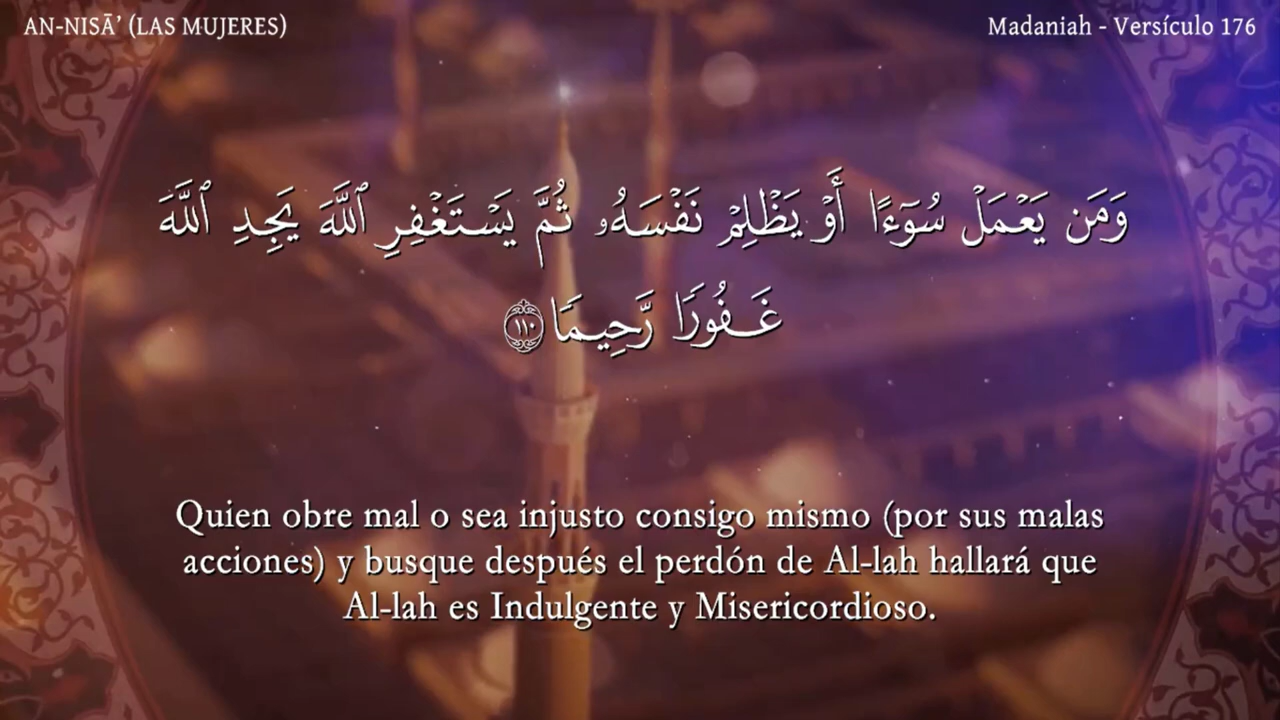 AN-NISĀ’ (LAS MUJERES)
Madaniah - Versículo 176
وَمَن يَعْمَلْ سُوٓءًا أَوْ يَظْلِمْ نَفْسَهُۥ ثُمَّ يَسْتَغْفِرِ ٱللَّهَ يَجِدِ ٱللَّهَ
غَفُورًا رَّحِيمًا ١١٠
Quien obre mal o sea injusto consigo mismo (por sus malas
acciones) y busque después el perdón de Al-lah hallará que
Al-lah es Indulgente y Misericordioso.